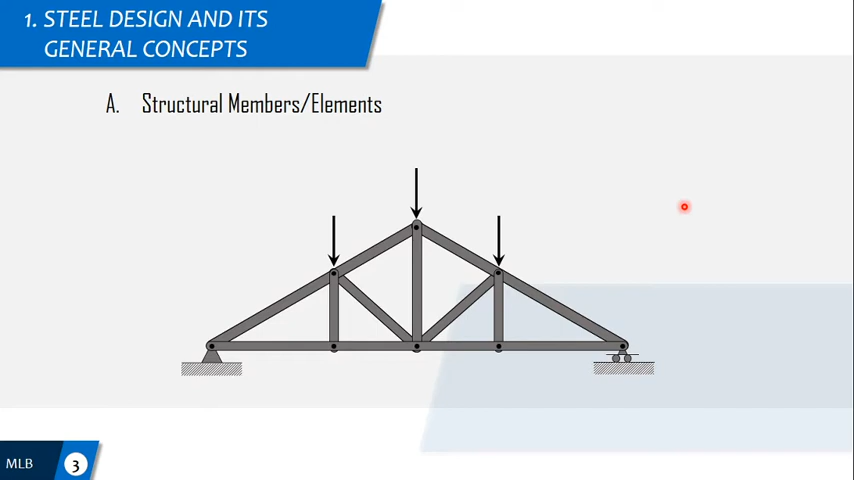 1. STEEL DESIGN AND ITS
GENERAL CONCEPTS
A. Structural Members/Elements
MLB 3